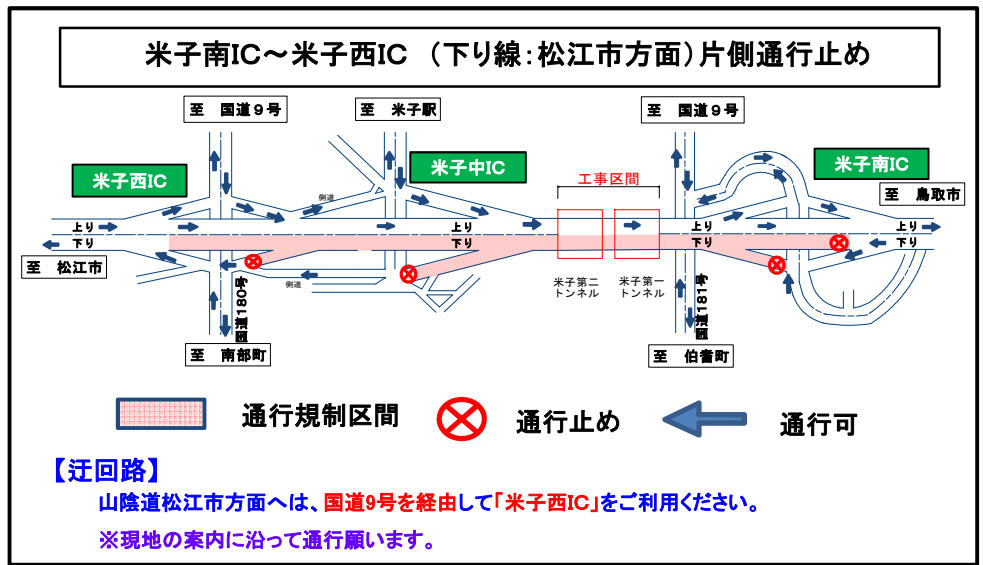 米子南IC～米子西IC （下り線：松江市方面）片側通行止め
至 国道９号
至 米子駅
至 国道９号
米子西IC
米子中IC
米子南IC
工事区間
至 鳥取市
側道
上り
下り
上り
下り
上り
下り
上り
下り
至 松江市
側道
国道180号
米子第二
トンネル
米子第一
トンネル
国道181号
至 南部町
至 伯耆町
通行規制区間
通行止め
通行可
【迂回路】
山陰道松江市方面へは、国道9号を経由して「米子西IC」をご利用ください。
※現地の案内に沿って通行願います。